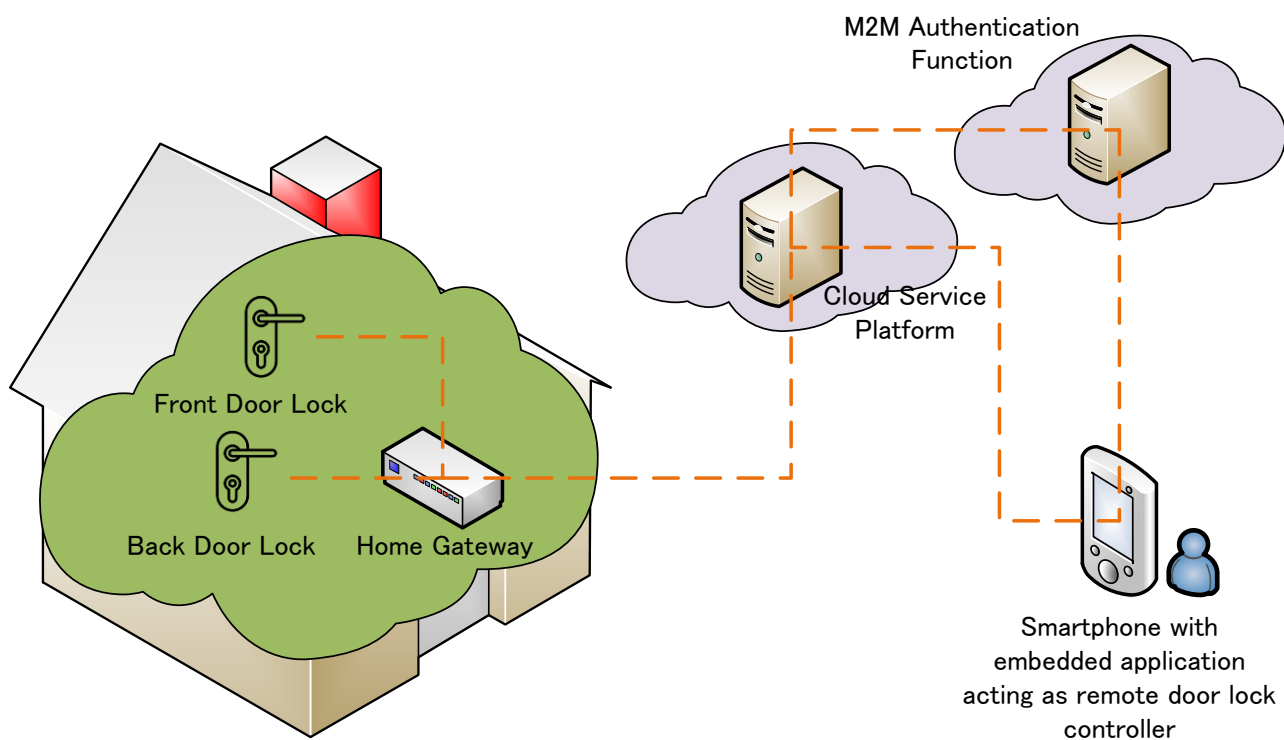 M2M Authentication
Function
Cloud Service
Platform
Front Door Lock
Back Door Lock
Home Gateway
Smartphone with
embedded application
acting as remote door lock
controller